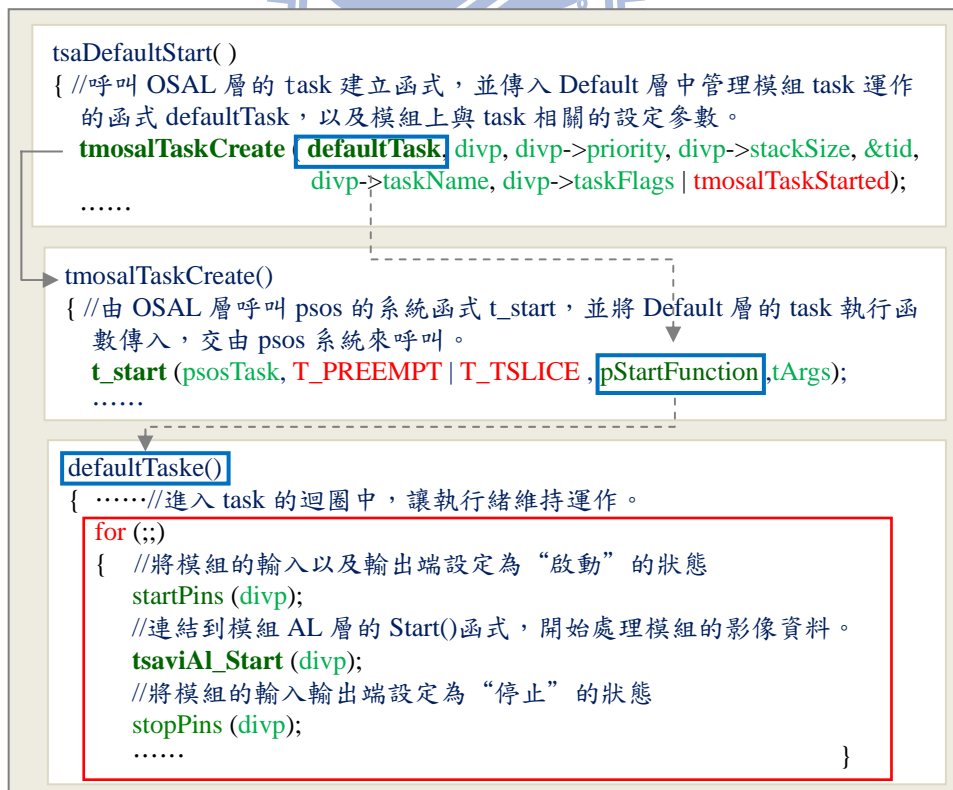 tsaDefaultStart( )
{ //呼叫 OSAL 層的 task 建立函式，並傳入 Default 層中管理模組 task 運作
的函式 defaultTask，以及模組上與 task 相關的設定參數。
tmosalTaskCreate ( defaultTask, divp, divp->priority, divp->stackSize, &tid,
divp->taskName, divp->taskFlags | tmosalTaskStarted);
……
tmosalTaskCreate()
{ //由 OSAL 層呼叫 psos 的系統函式 t_start，並將 Default 層的 task 執行函
數傳入，交由 psos 系統來呼叫。
t_start (psosTask, T_PREEMPT | T_TSLICE , pStartFunction ,tArgs);
……
defaultTaske()
{ ……//進入 task 的迴圈中，讓執行緒維持運作。
for (;;)
{ //將模組的輸入以及輸出端設定為“啟動”的狀態
startPins (divp);
//連結到模組 AL 層的 Start()函式，開始處理模組的影像資料。
tsaviAl_Start (divp);
//將模組的輸入輸出端設定為“停止”的狀態
stopPins (divp);
…… }